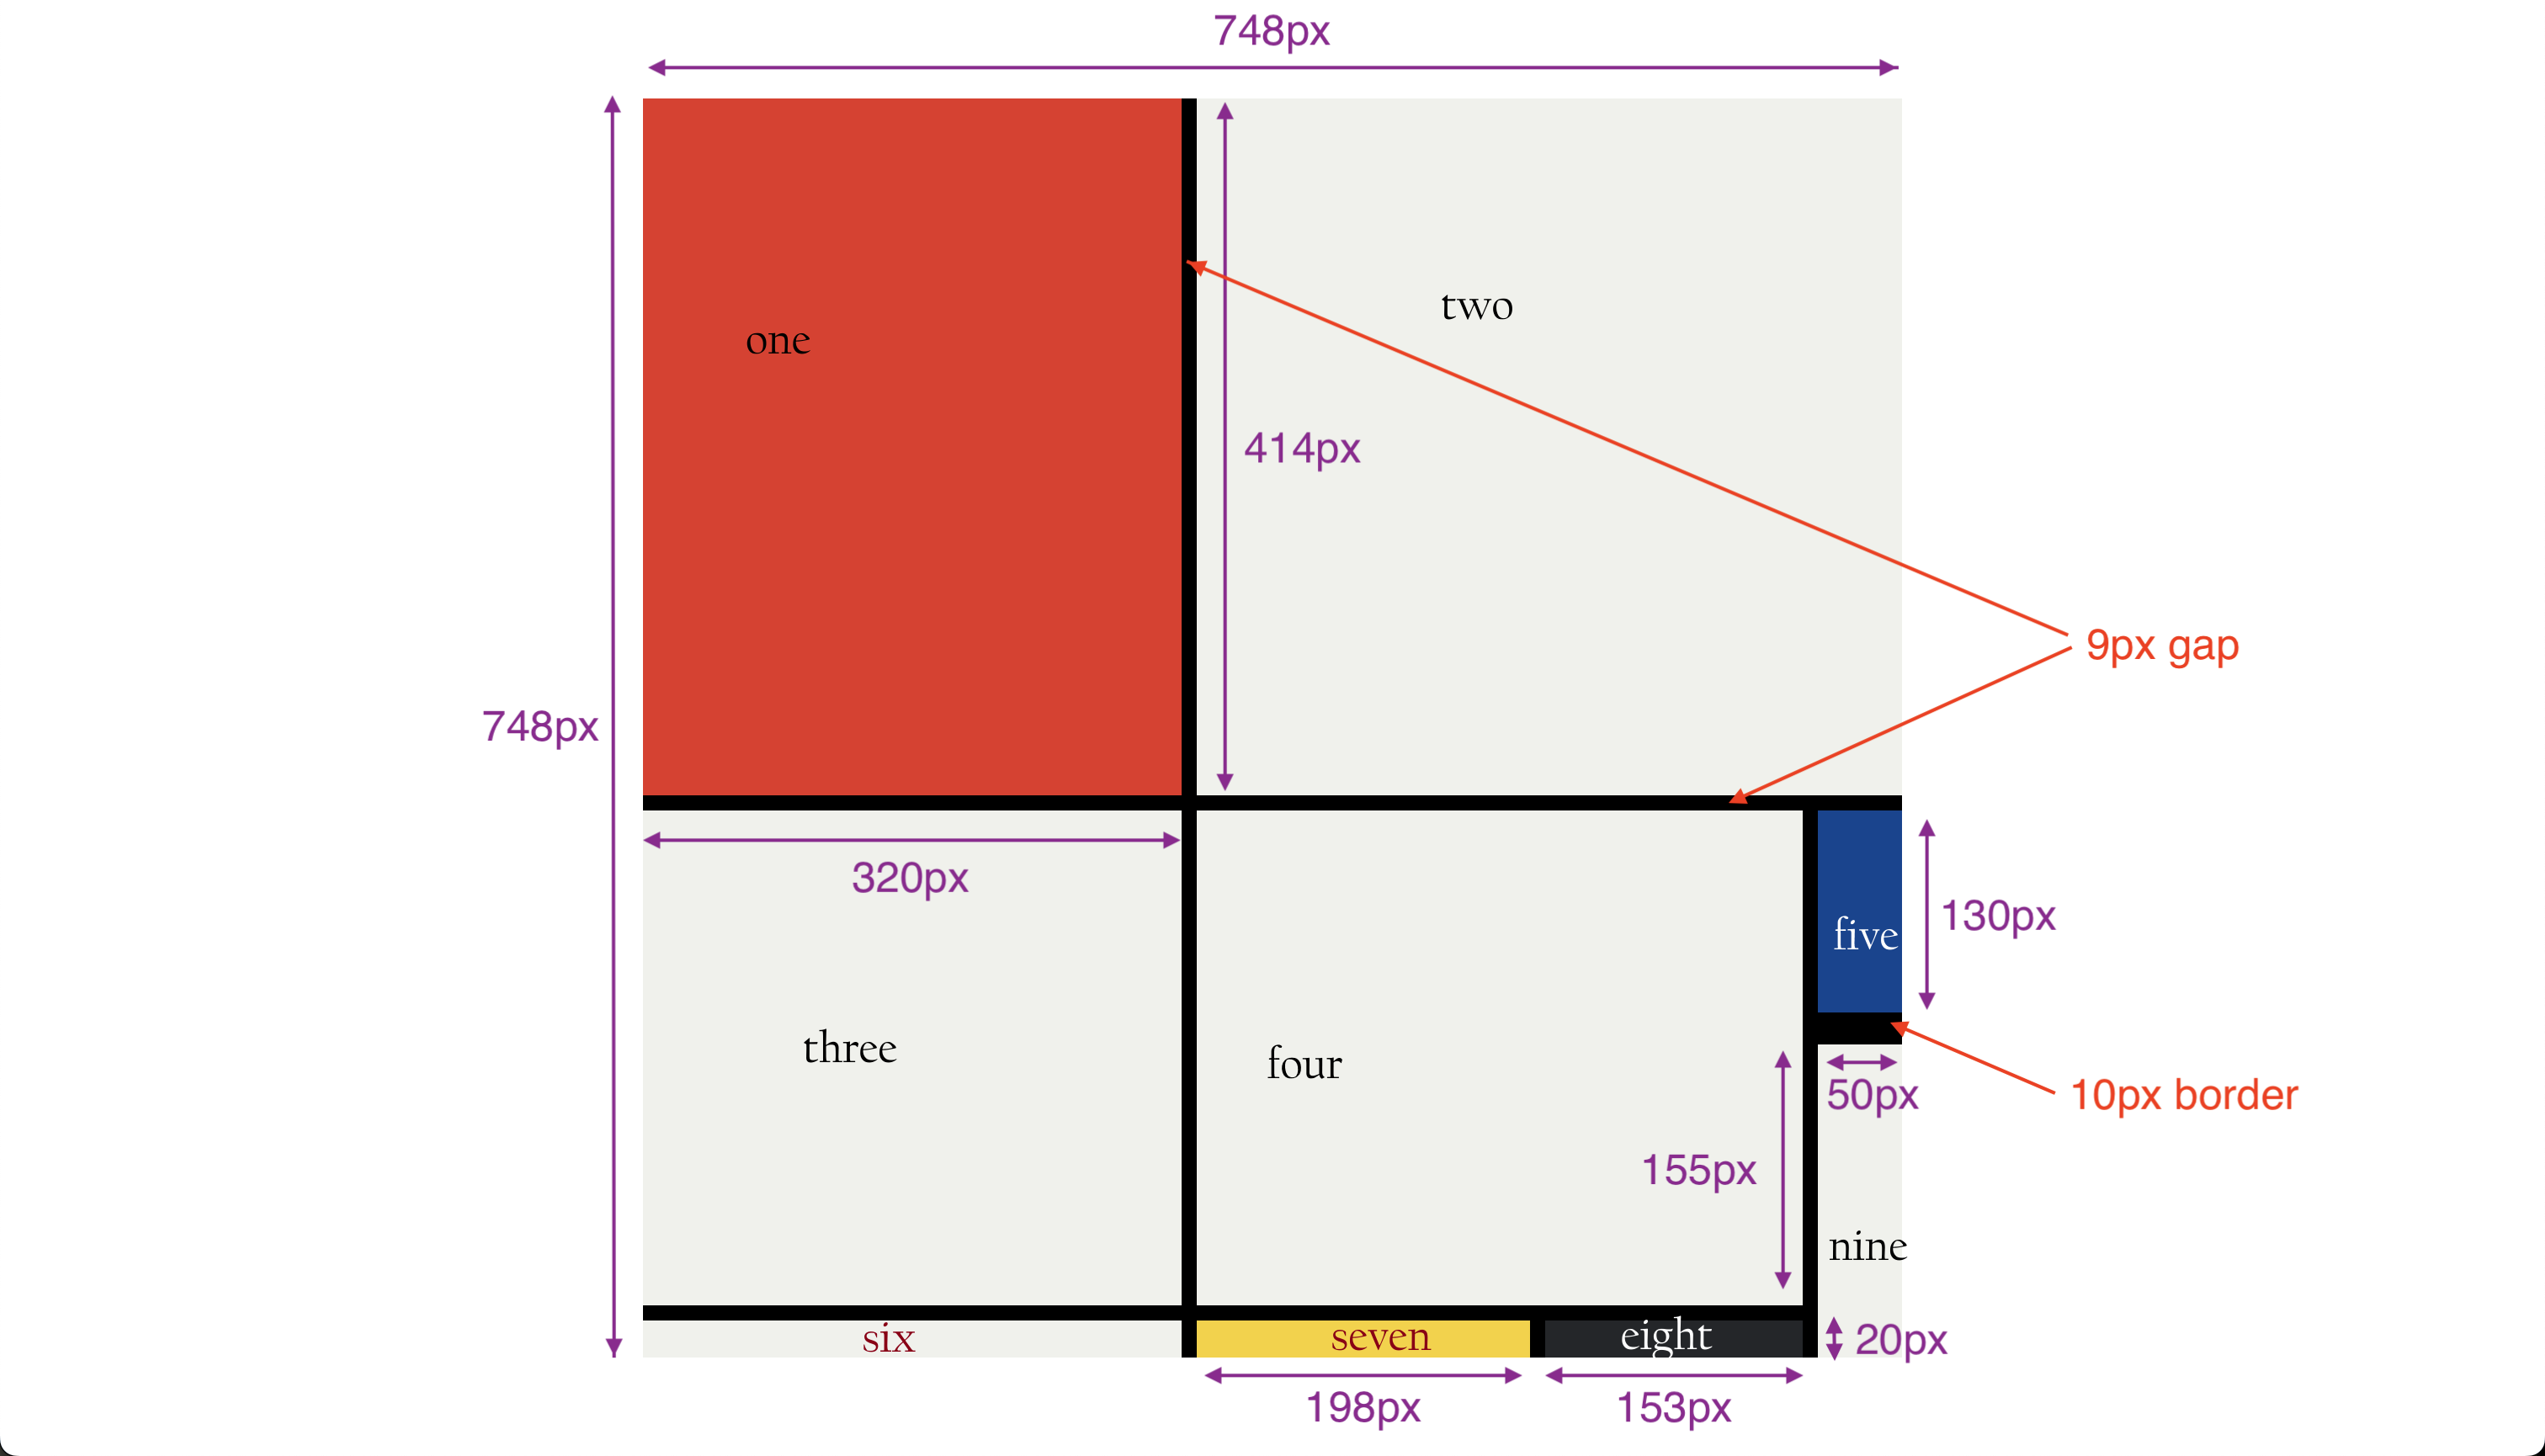 748px
one
two
414px
9px gap
748px
320px
five
130px
three
four
50px
10px border
155px
nine
six
seven
eight
20px
198px
153px